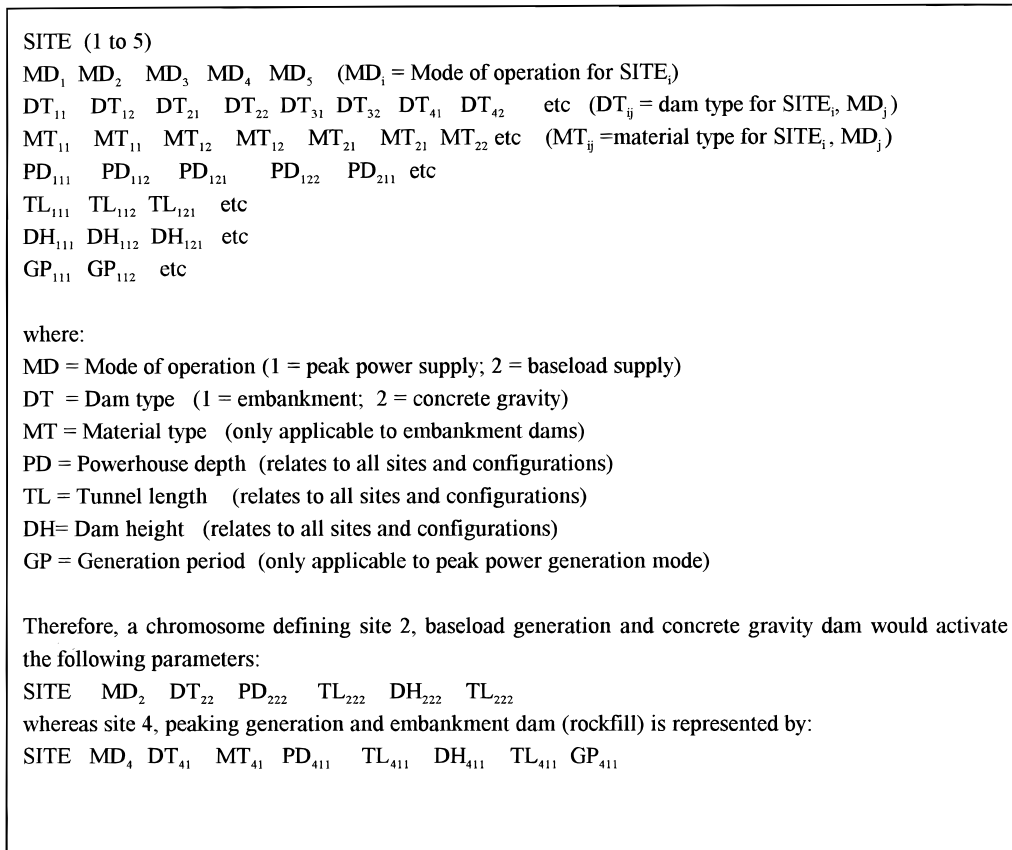 SITE (1 to 5)
MD₁ MD₂ MD₃ MD₄ MD₅ (MDᵢ = Mode of operation for SITEᵢ)
DT₁₁ DT₁₂ DT₂₁ DT₂₂ DT₃₁ DT₃₂ DT₄₁ DT₄₂ etc (DTᵢⱼ = dam type for SITEᵢ, MDⱼ)
MT₁₁ MT₁₁ MT₁₂ MT₁₂ MT₂₁ MT₂₁ MT₂₂ etc (MTᵢⱼ =material type for SITEᵢ, MDⱼ)
PD₁₁₁ PD₁₁₂ PD₁₂₁ PD₁₂₂ PD₂₁₁ etc
TL₁₁₁ TL₁₁₂ TL₁₂₁ etc
DH₁₁₁ DH₁₁₂ DH₁₂₁ etc
GP₁₁₁ GP₁₁₂ etc
where:
MD = Mode of operation (1 = peak power supply; 2 = baseload supply)
DT = Dam type (1 = embankment; 2 = concrete gravity)
MT = Material type (only applicable to embankment dams)
PD = Powerhouse depth (relates to all sites and configurations)
TL = Tunnel length (relates to all sites and configurations)
DH= Dam height (relates to all sites and configurations)
GP = Generation period (only applicable to peak power generation mode)
Therefore, a chromosome defining site 2, baseload generation and concrete gravity dam would activate
the following parameters:
SITE MD₂ DT₂₂ PD₂₂₂ TL₂₂₂ DH₂₂₂ TL₂₂₂
whereas site 4, peaking generation and embankment dam (rockfill) is represented by:
SITE MD₄ DT₄₁ MT₄₁ PD₄₁₁ TL₄₁₁ DH₄₁₁ TL₄₁₁ GP₄₁₁